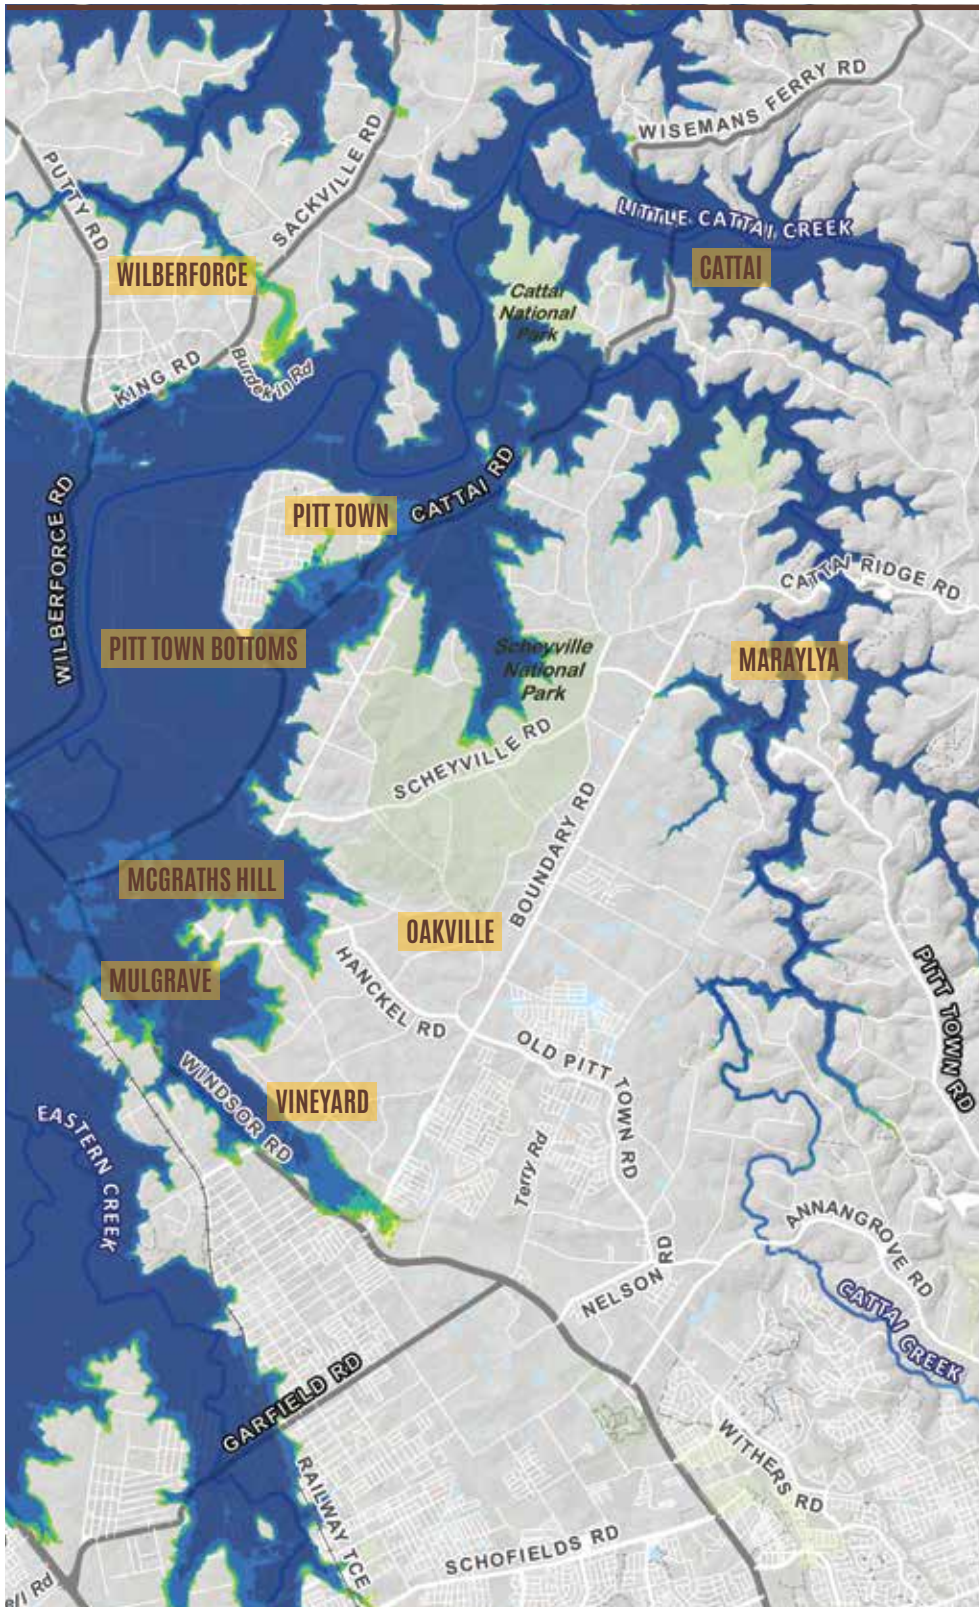 WISEMANS FERRY RD
PUTTY RD
SACKVILLE RD
LITTLE CATTAI CREEK
WILBERFORCE
CATTAI
Cattai
National
Park
KING RD
Burdekin Rd
WILBERFORCE RD
PITT TOWN
CATTAI RD
CATTAI RIDGE RD
PITT TOWN BOTTOMS
Scheyville
National
Park
MARAYLYA
SCHEYVILLE RD
BOUNDARY RD
MCGRATHS HILL
OAKVILLE
MULGRAVE
HANCKEL RD
PITT TOWN RD
OLD PITT TOWN RD
WINDSOR RD
VINEYARD
EASTERN CREEK
Terry Rd
ANNANGROVE RD
NELSON RD
CATTAI CREEK
GARFIELD RD
WITHERS RD
RAILWAY TCE
SCHOFIELDS RD
Rd